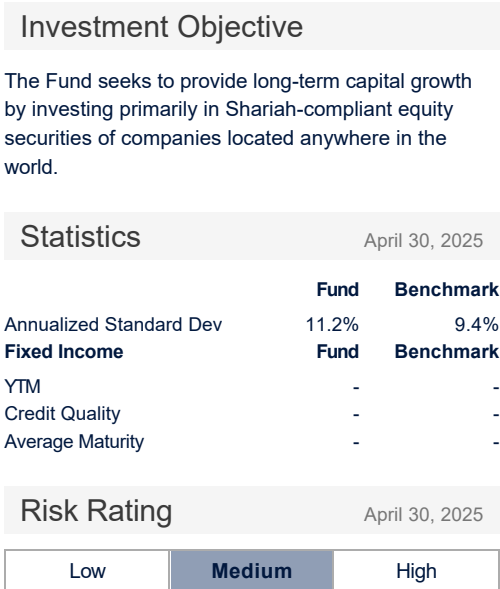 Investment Objective
The Fund seeks to provide long-term capital growth
by investing primarily in Shariah-compliant equity
securities of companies located anywhere in the
world.
Statistics April 30, 2025
Fund Benchmark
Annualized Standard Dev 11.2% 9.4%
Fixed Income Fund Benchmark
YTM - -
Credit Quality - -
Average Maturity - -
Risk Rating April 30, 2025
Low Medium High